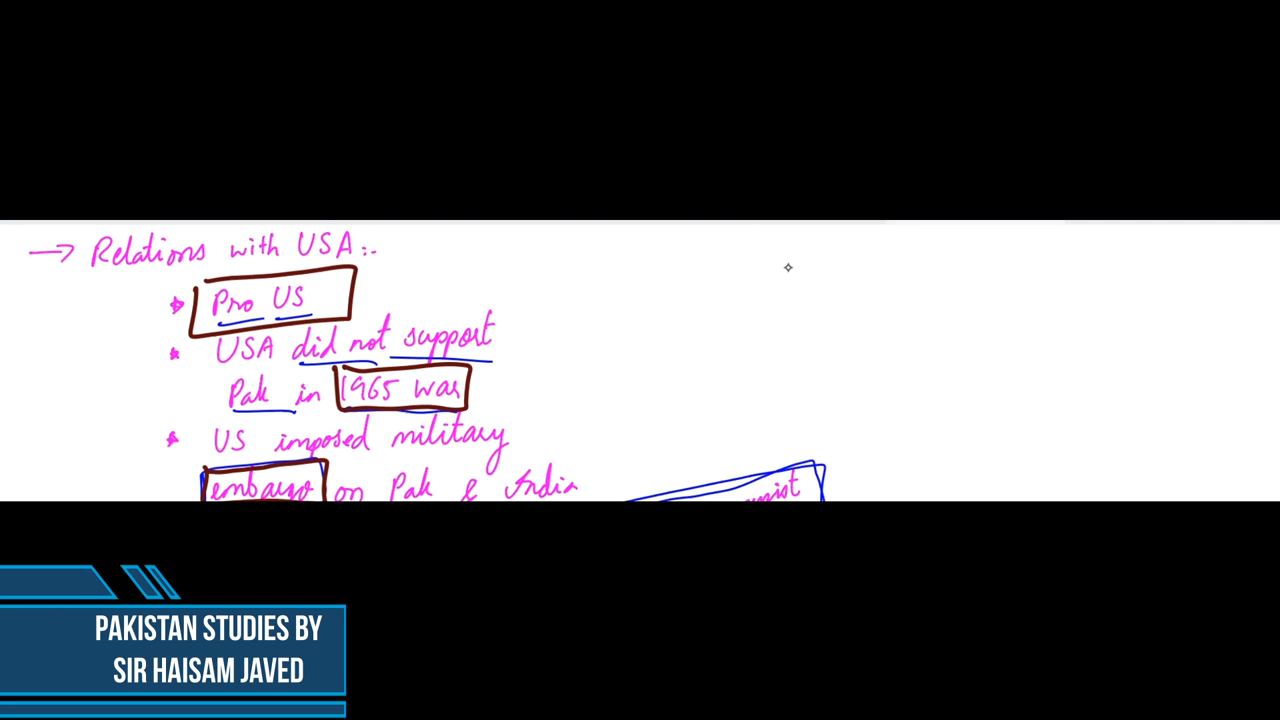 → Relations with USA:-
* Pro US
* USA did not support
Pak in 1965 war
* US imposed military
embargo on Pak & India
PAKISTAN STUDIES BY
SIR HAISAM JAVED